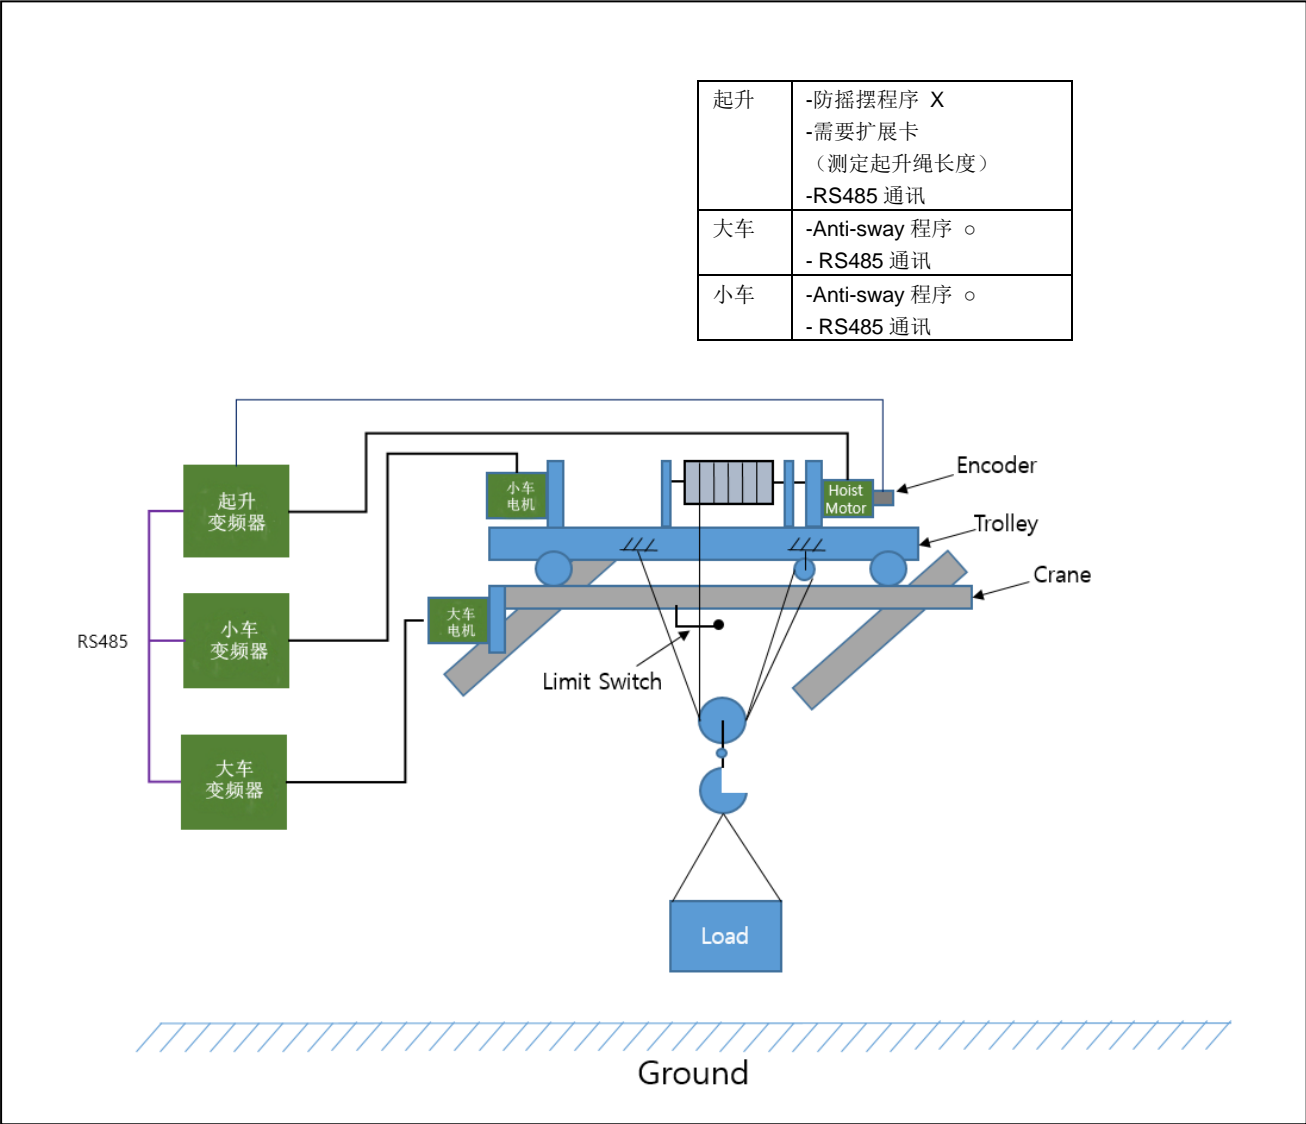 起升
-防摇摆程序 X
-需要扩展卡
（测定起升绳长度）
-RS485 通讯
大车
-Anti-sway 程序 ○
- RS485 通讯
小车
-Anti-sway 程序 ○
- RS485 通讯
Encoder
小车
电机
Hoist
Motor
起升
变频器
Trolley
Crane
大车
电机
小车
变频器
RS485
Limit Switch
大车
变频器
Load
Ground